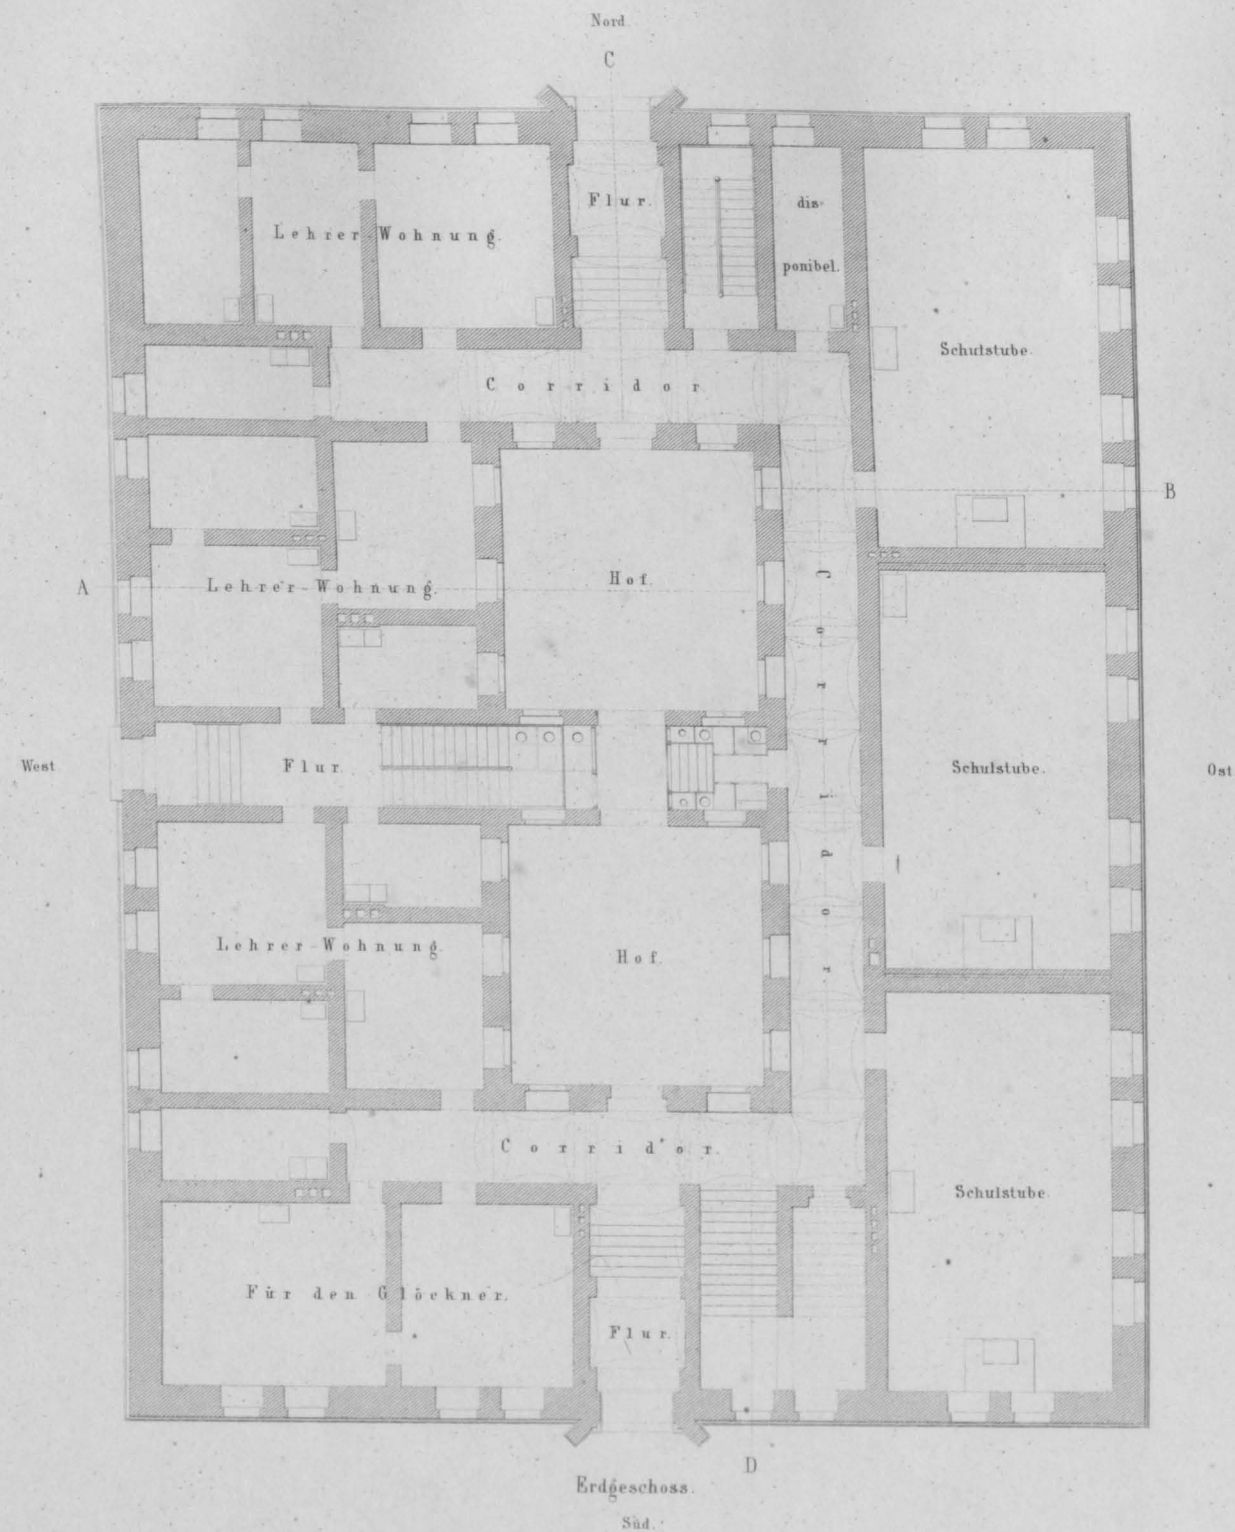 Nord.
C
Flur.
dis-
ponibel.
Lehrer-Wohnung.
Schulstube.
Corridor
B
Hof.
Lehrer-Wohnung.
A
Corridor
West
Flur.
Schulstube.
Ost
Lehrer-Wohnung.
Hof
Corridor.
Schulstube
Für den Glöckner.
Flur.
D
Erdgeschoss.
Süd.